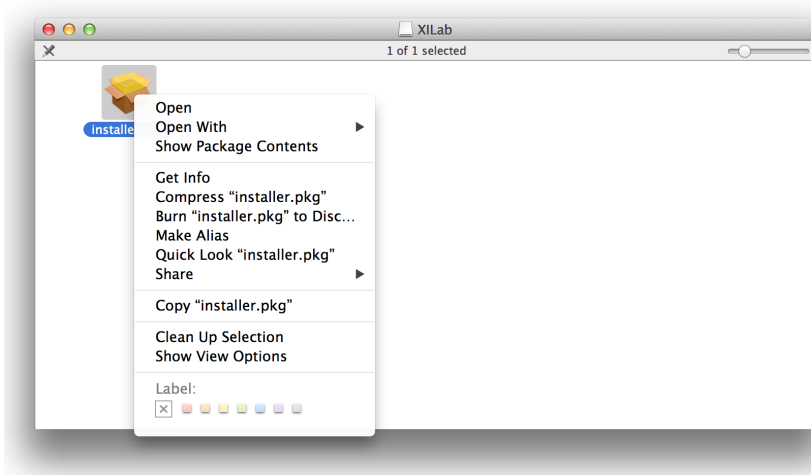 XILab
1 of 1 selected
Open
Open With
Show Package Contents
Get Info
Compress “installer.pkg”
Burn “installer.pkg” to Disc...
Make Alias
Quick Look “installer.pkg”
Share
Copy “installer.pkg”
Clean Up Selection
Show View Options
Label: